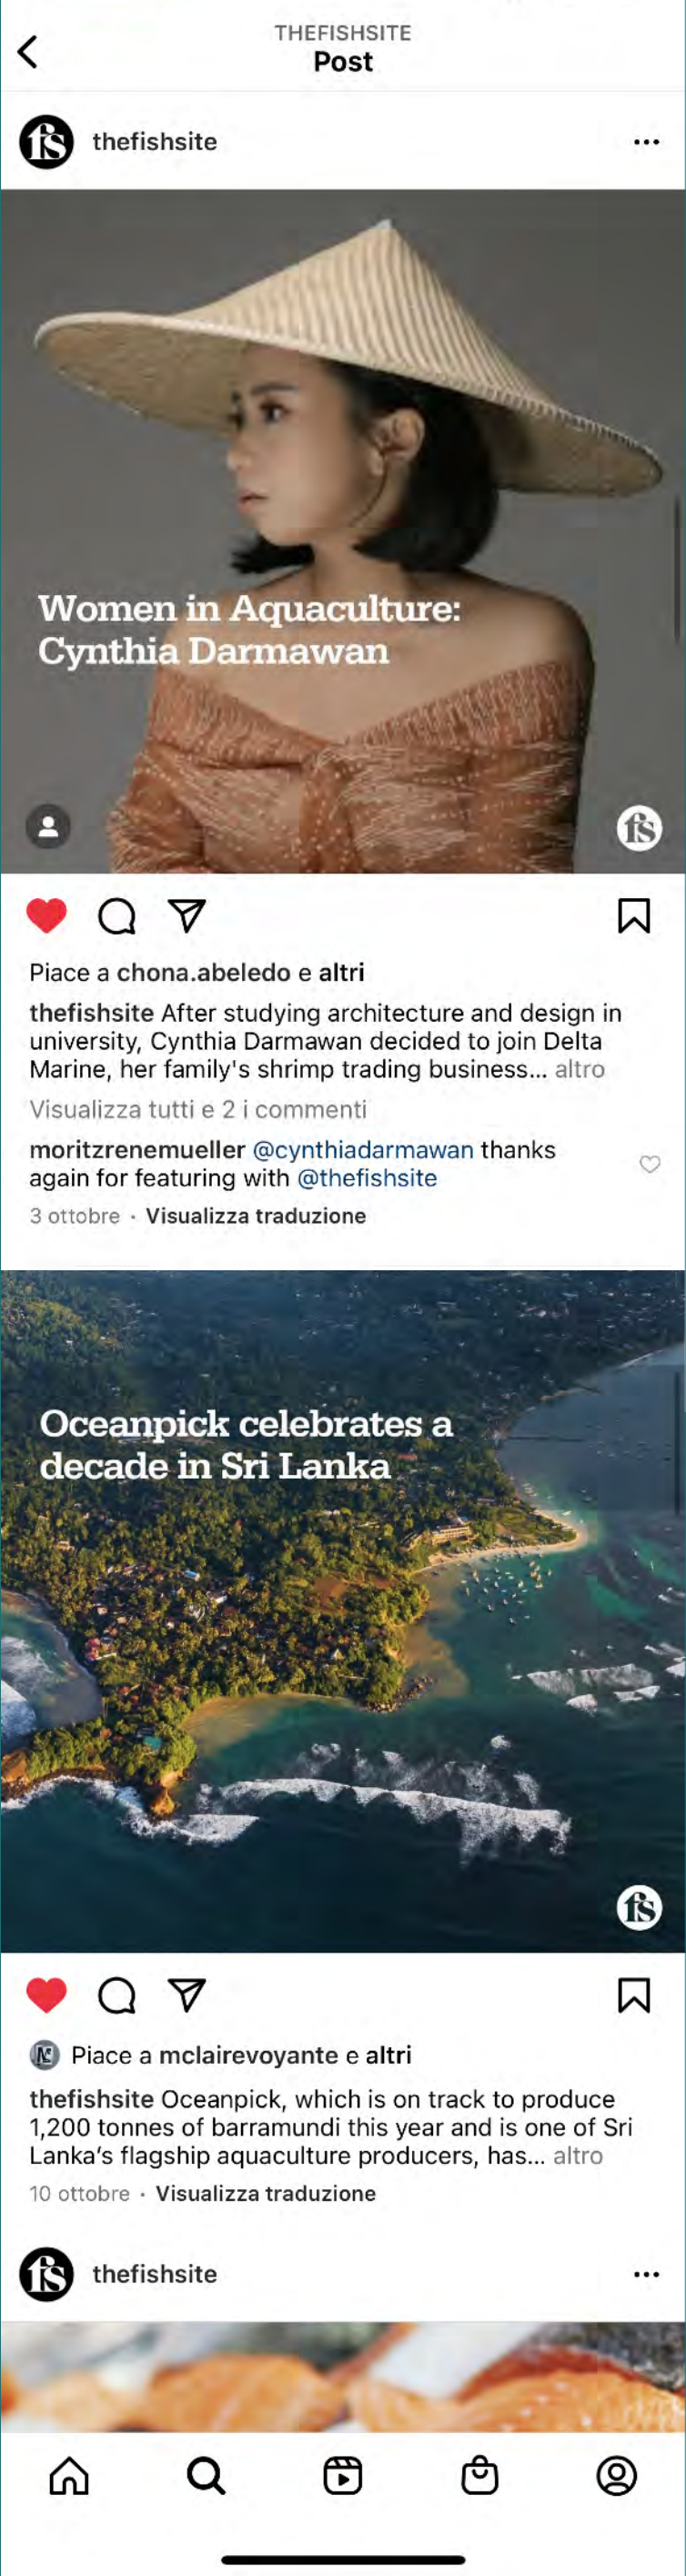 THEFISHSITE
Post
fs thefishsite
Women in Aquaculture:
Cynthia Darmawan
fs
Piace a chona.abeledo e altri
thefishsite After studying architecture and design in
university, Cynthia Darmawan decided to join Delta
Marine, her family's shrimp trading business... altro
Visualizza tutti e 2 i commenti
moritzrenemueller @cynthiadarmawan thanks
again for featuring with @thefishsite
3 ottobre · Visualizza traduzione
Oceanpick celebrates a
decade in Sri Lanka
fs
Piace a mclairevoyante e altri
thefishsite Oceanpick, which is on track to produce
1,200 tonnes of barramundi this year and is one of Sri
Lanka’s flagship aquaculture producers, has... altro
10 ottobre · Visualizza traduzione
fs thefishsite